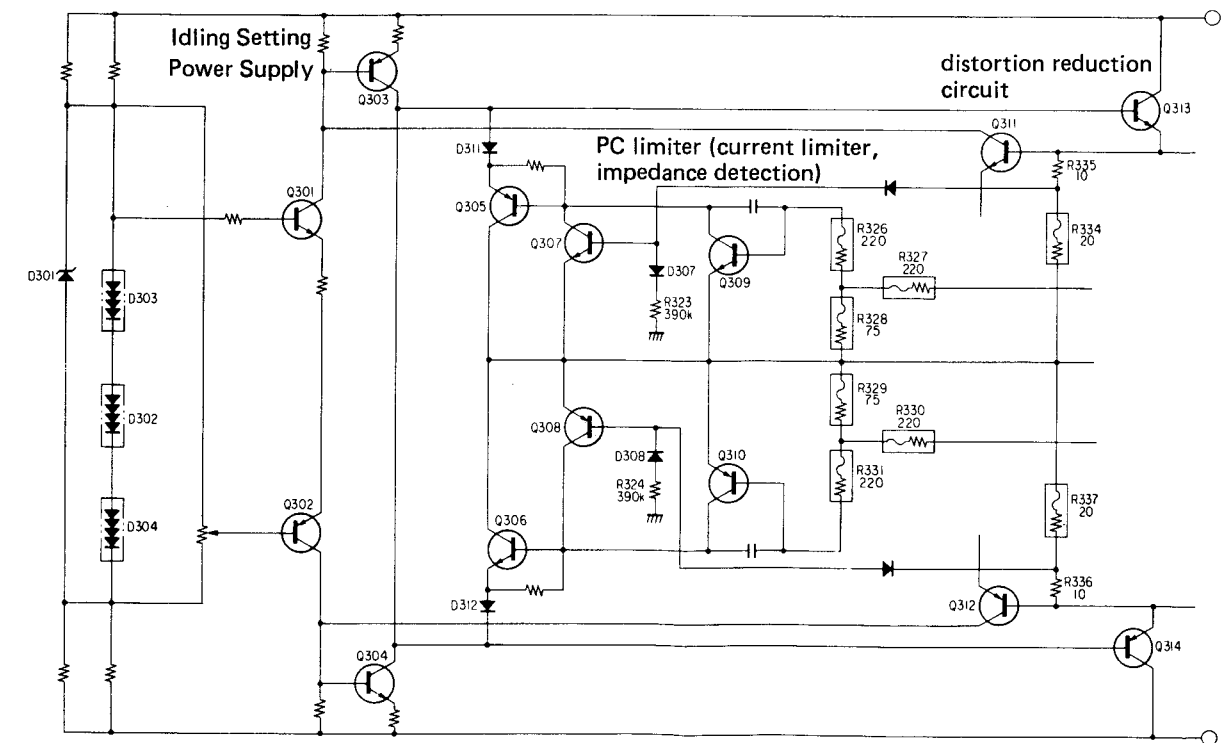 Idling Setting
Power Supply
distortion reduction
circuit
Q303
Q313
Q311
D311
PC limiter (current limiter,
impedance detection)
R335
10
Q301
Q305
Q307
D307
Q309
R326
220
R327
220
R334
20
D301
D303
R323
390k
R328
75
D302
Q308
D308
Q310
R329
75
R330
220
R324
390k
R331
220
R337
20
Q302
Q306
D304
D312
R336
10
Q312
Q304
Q314